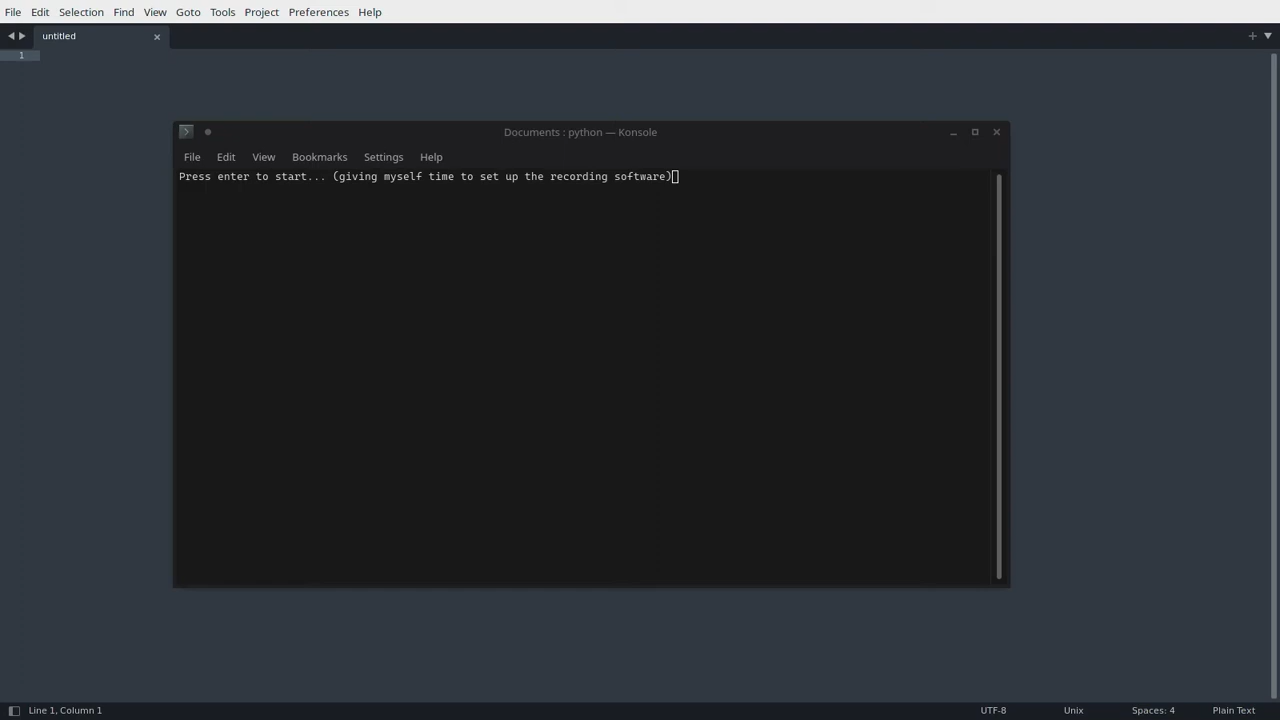 File Edit Selection Find View Goto Tools Project Preferences Help
untitled
1
Documents : python — Konsole
File Edit View Bookmarks Settings Help
Press enter to start... (giving myself time to set up the recording software)
Line 1, Column 1 UTF-8 Unix Spaces: 4 Plain Text